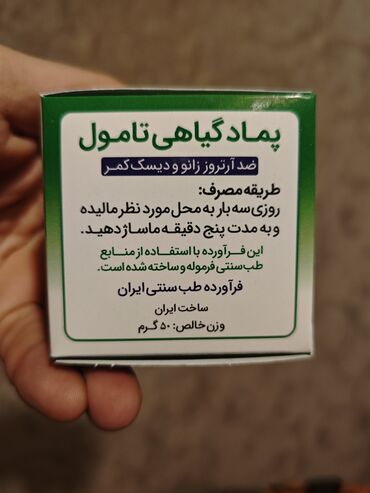 پماد گیاهی تامول
ضد آرتروز زانو و دیسک کمر
طریقه مصرف:
روزی سه بار به محل مورد نظر مالیده
و به مدت پنج دقیقه ماساژ دهید.
این فرآورده با استفاده از منابع
طب سنتی فرموله و ساخته شده است.
فرآورده طب سنتی ایران
ساخت ایران
وزن خالص: ۵۰ گرم